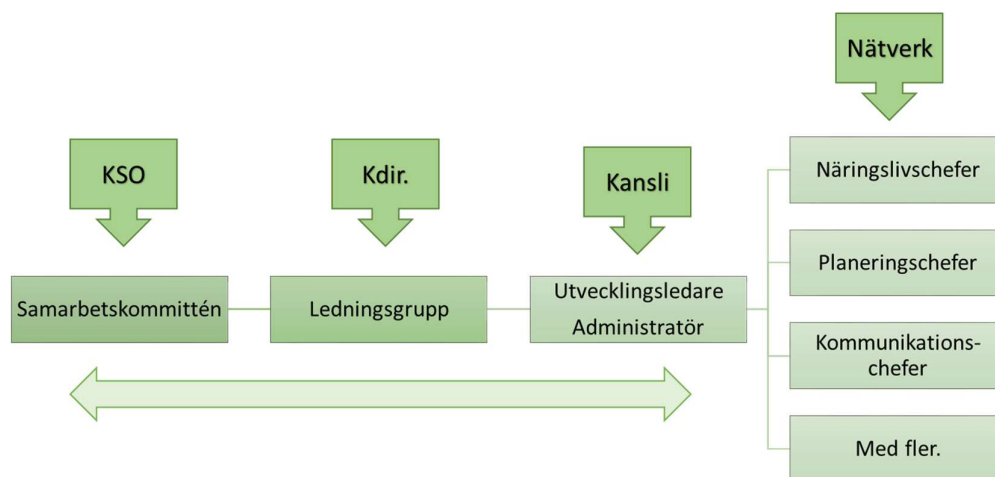 Nätverk
KSO
Kdir.
Kansli
Samarbetskommittén
Ledningsgrupp
Utvecklingsledare
Administratör
Näringslivschefer
Planeringschefer
Kommunikations-
chefer
Med fler.